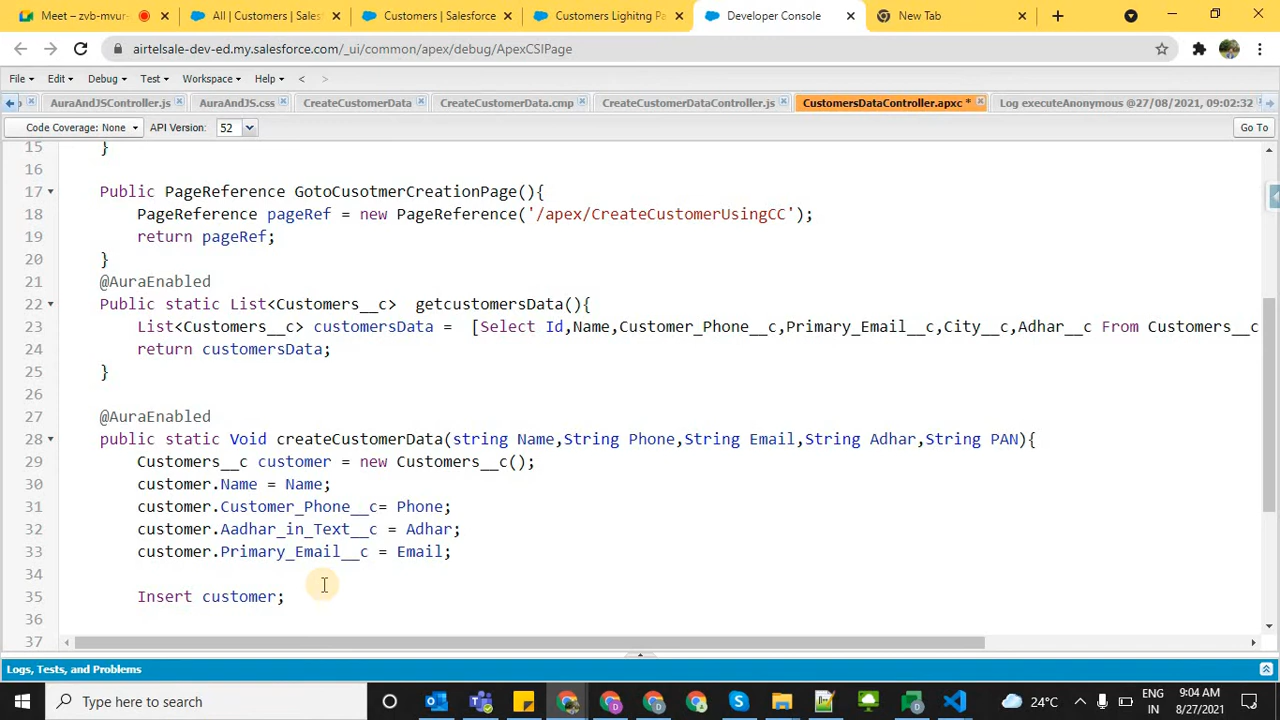 Meet – zvb-mvur-
All | Customers | Sales
Customers | Salesforce
Customers Lighitng Pa
Developer Console
New Tab
airtelsale-dev-ed.my.salesforce.com/_ui/common/apex/debug/ApexCSIPage
File Edit Debug Test Workspace Help < >
AuraAndJSController.js
AuraAndJS.css
CreateCustomerData
CreateCustomerData.cmp
CreateCustomerDataController.js
CustomersDataController.apxc *
Log executeAnonymous @27/08/2021, 09:02:32
Code Coverage: None
API Version: 52
Go To
15 }
16
17 Public PageReference GotoCusotmerCreationPage(){
18 PageReference pageRef = new PageReference('/apex/CreateCustomerUsingCC');
19 return pageRef;
20 }
21 @AuraEnabled
22 Public static List<Customers__c> getcustomersData(){
23 List<Customers__c> customersData = [Select Id,Name,Customer_Phone__c,Primary_Email__c,City__c,Adhar__c From Customers__c
24 return customersData;
25 }
26
27 @AuraEnabled
28 public static Void createCustomerData(string Name,String Phone,String Email,String Adhar,String PAN){
29 Customers__c customer = new Customers__c();
30 customer.Name = Name;
31 customer.Customer_Phone__c= Phone;
32 customer.Aadhar_in_Text__c = Adhar;
33 customer.Primary_Email__c = Email;
34
35 Insert customer;
36
37
Logs, Tests, and Problems
Type here to search
24°C
ENG
IN
9:04 AM
8/27/2021